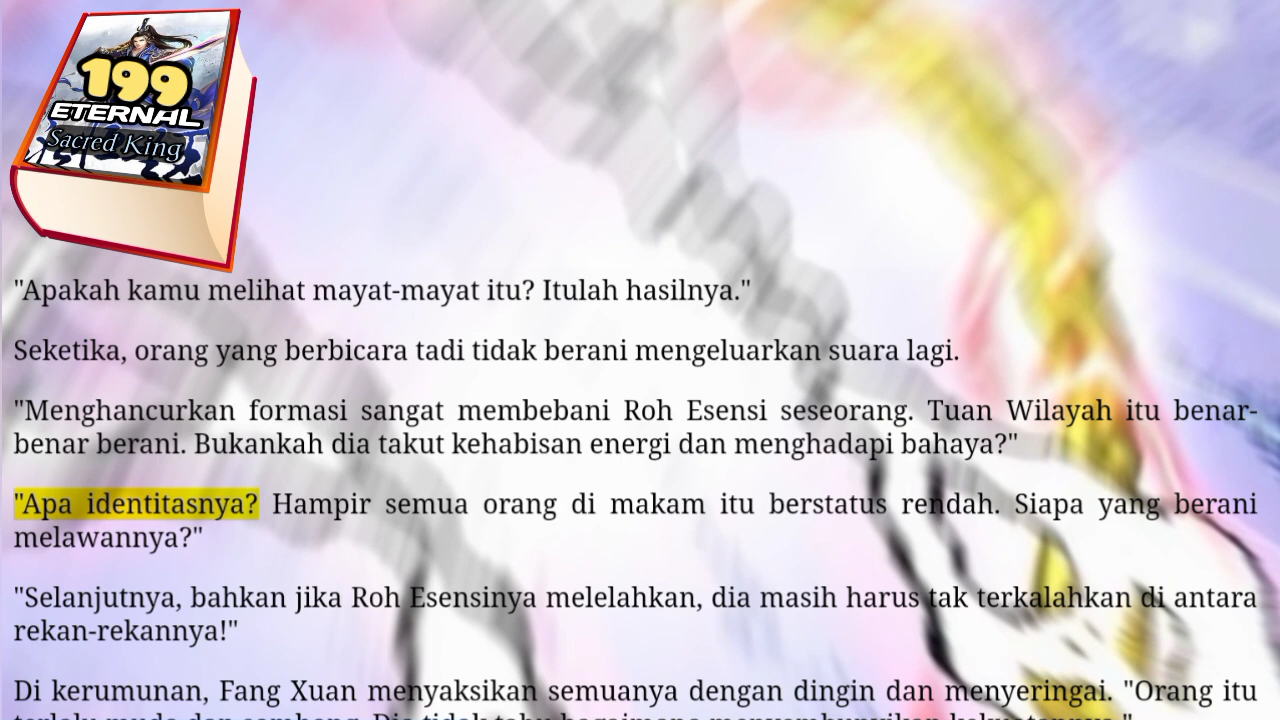 199
ETERNAL
Sacred King
"Apakah kamu melihat mayat-mayat itu? Itulah hasilnya."
Seketika, orang yang berbicara tadi tidak berani mengeluarkan suara lagi.
"Menghancurkan formasi sangat membebani Roh Esensi seseorang. Tuan Wilayah itu benar-
benar berani. Bukankah dia takut kehabisan energi dan menghadapi bahaya?"
"Apa identitasnya? Hampir semua orang di makam itu berstatus rendah. Siapa yang berani
melawannya?"
"Selanjutnya, bahkan jika Roh Esensinya melelahkan, dia masih harus tak terkalahkan di antara
rekan-rekannya!"
Di kerumunan, Fang Xuan menyaksikan semuanya dengan dingin dan menyeringai. "Orang itu